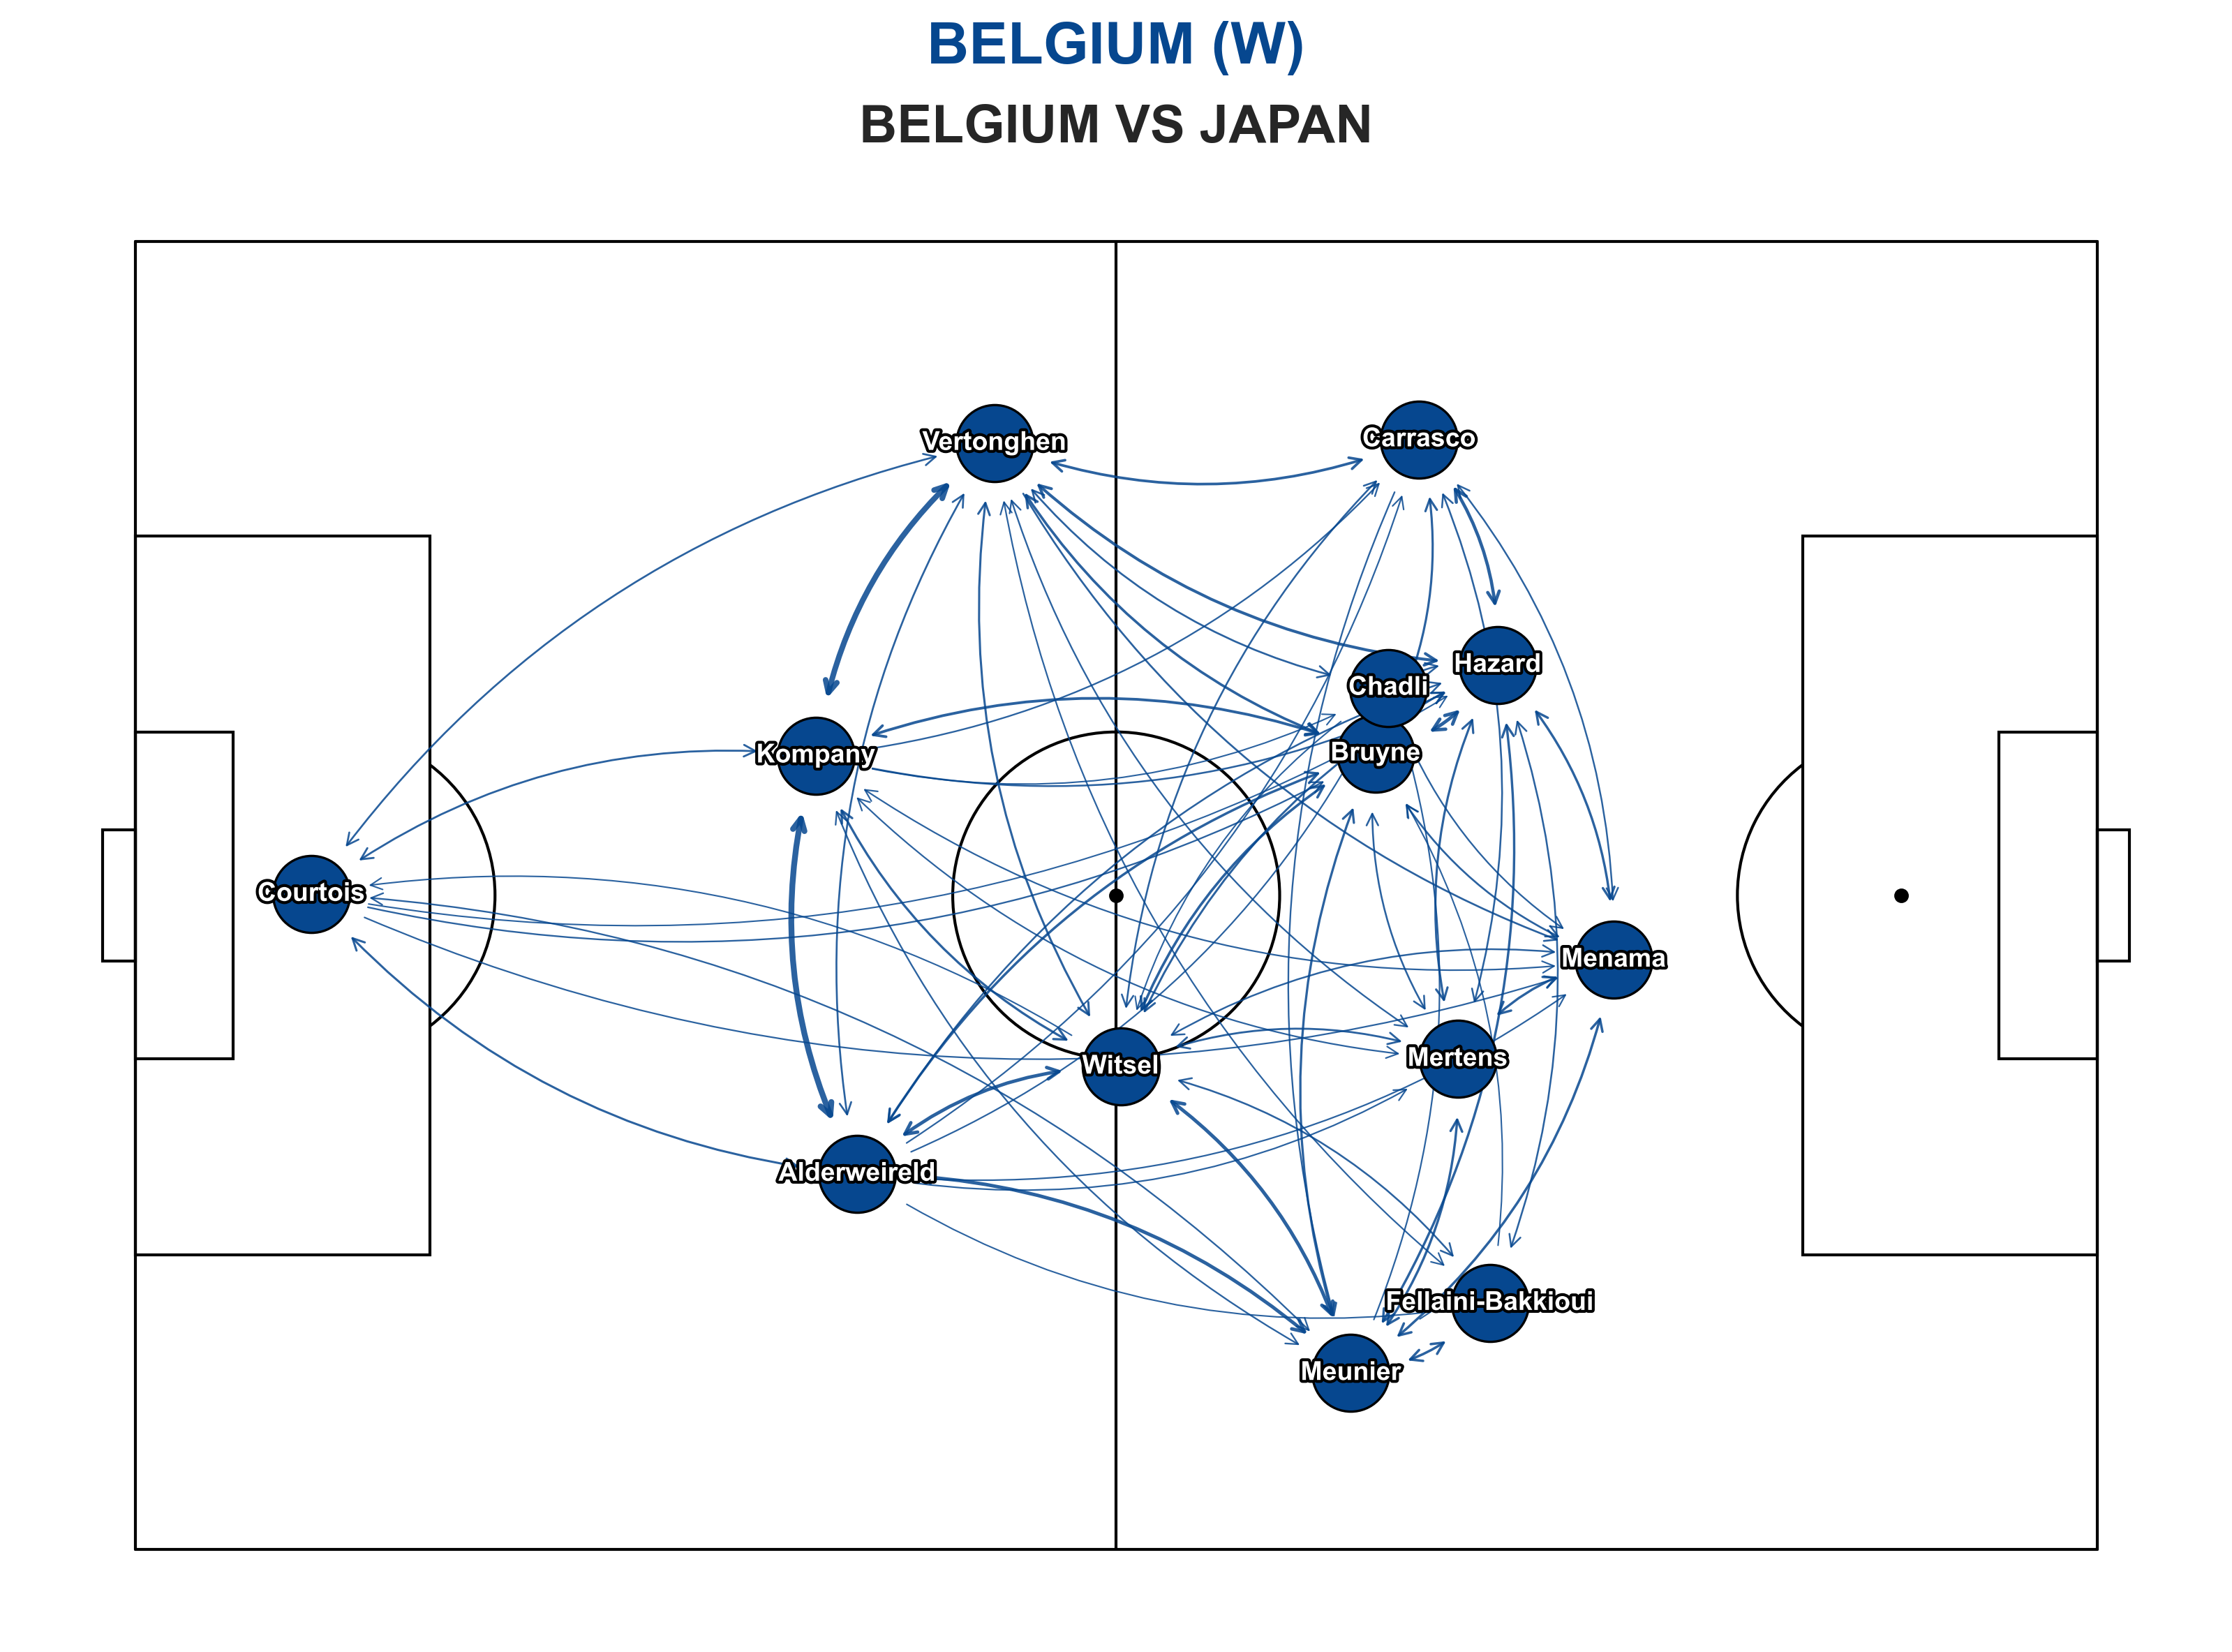 BELGIUM (W)
BELGIUM VS JAPAN
Vertonghen
Carrasco
Hazard
Chadli
Bruyne
Kompany
Courtois
Menama
Mertens
Witsel
Alderweireld
Fellaini-Bakkioui
Meunier